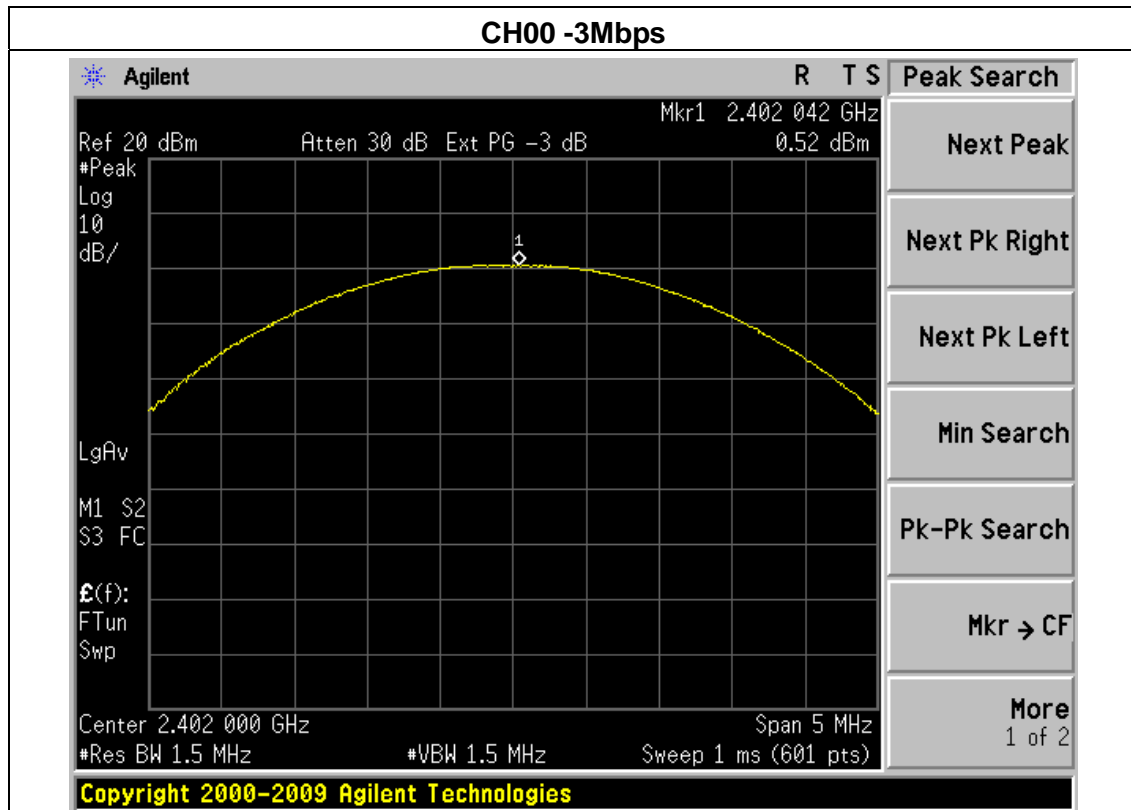 CH00 -3Mbps
Agilent R T S Peak Search
Mkr1 2.402 042 GHz
Ref 20 dBm Atten 30 dB Ext PG -3 dB 0.52 dBm
#Peak
Log
10
dB/
1
LgAv
M1 S2
S3 FC
£(f):
FTun
Swp
Center 2.402 000 GHz Span 5 MHz
#Res BW 1.5 MHz #VBW 1.5 MHz Sweep 1 ms (601 pts)
Copyright 2000-2009 Agilent Technologies
Next Peak
Next Pk Right
Next Pk Left
Min Search
Pk-Pk Search
Mkr → CF
More
1 of 2